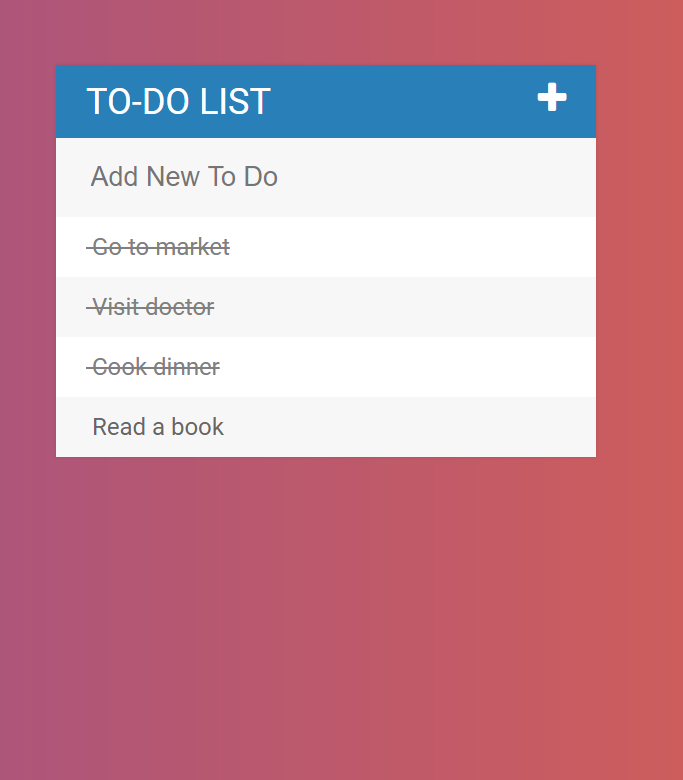 TO-DO LIST
Add New To Do
Go to market
Visit doctor
Cook dinner
Read a book